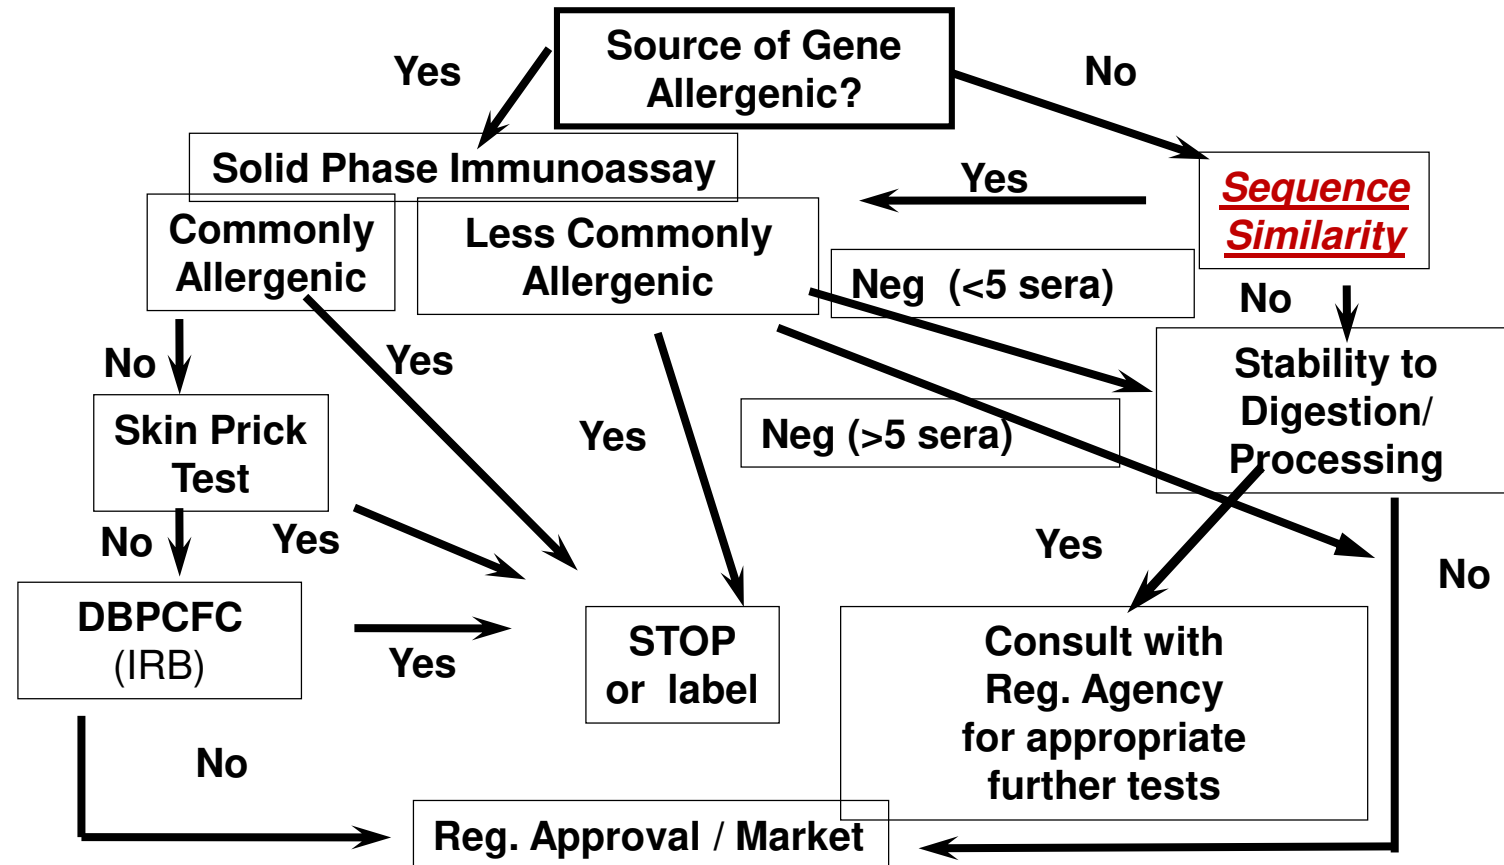 Source of Gene
Allergenic?
Yes
No
Solid Phase Immunoassay
Yes
Sequence
Similarity
Commonly
Allergenic
Less Commonly
Allergenic
Neg (<5 sera)
No
No
Yes
Stability to
Digestion/
Processing
Skin Prick
Test
Yes
Neg (>5 sera)
No
Yes
Yes
No
DBPCFC
(IRB)
Yes
STOP
or label
Consult with
Reg. Agency
for appropriate
further tests
No
Reg. Approval / Market